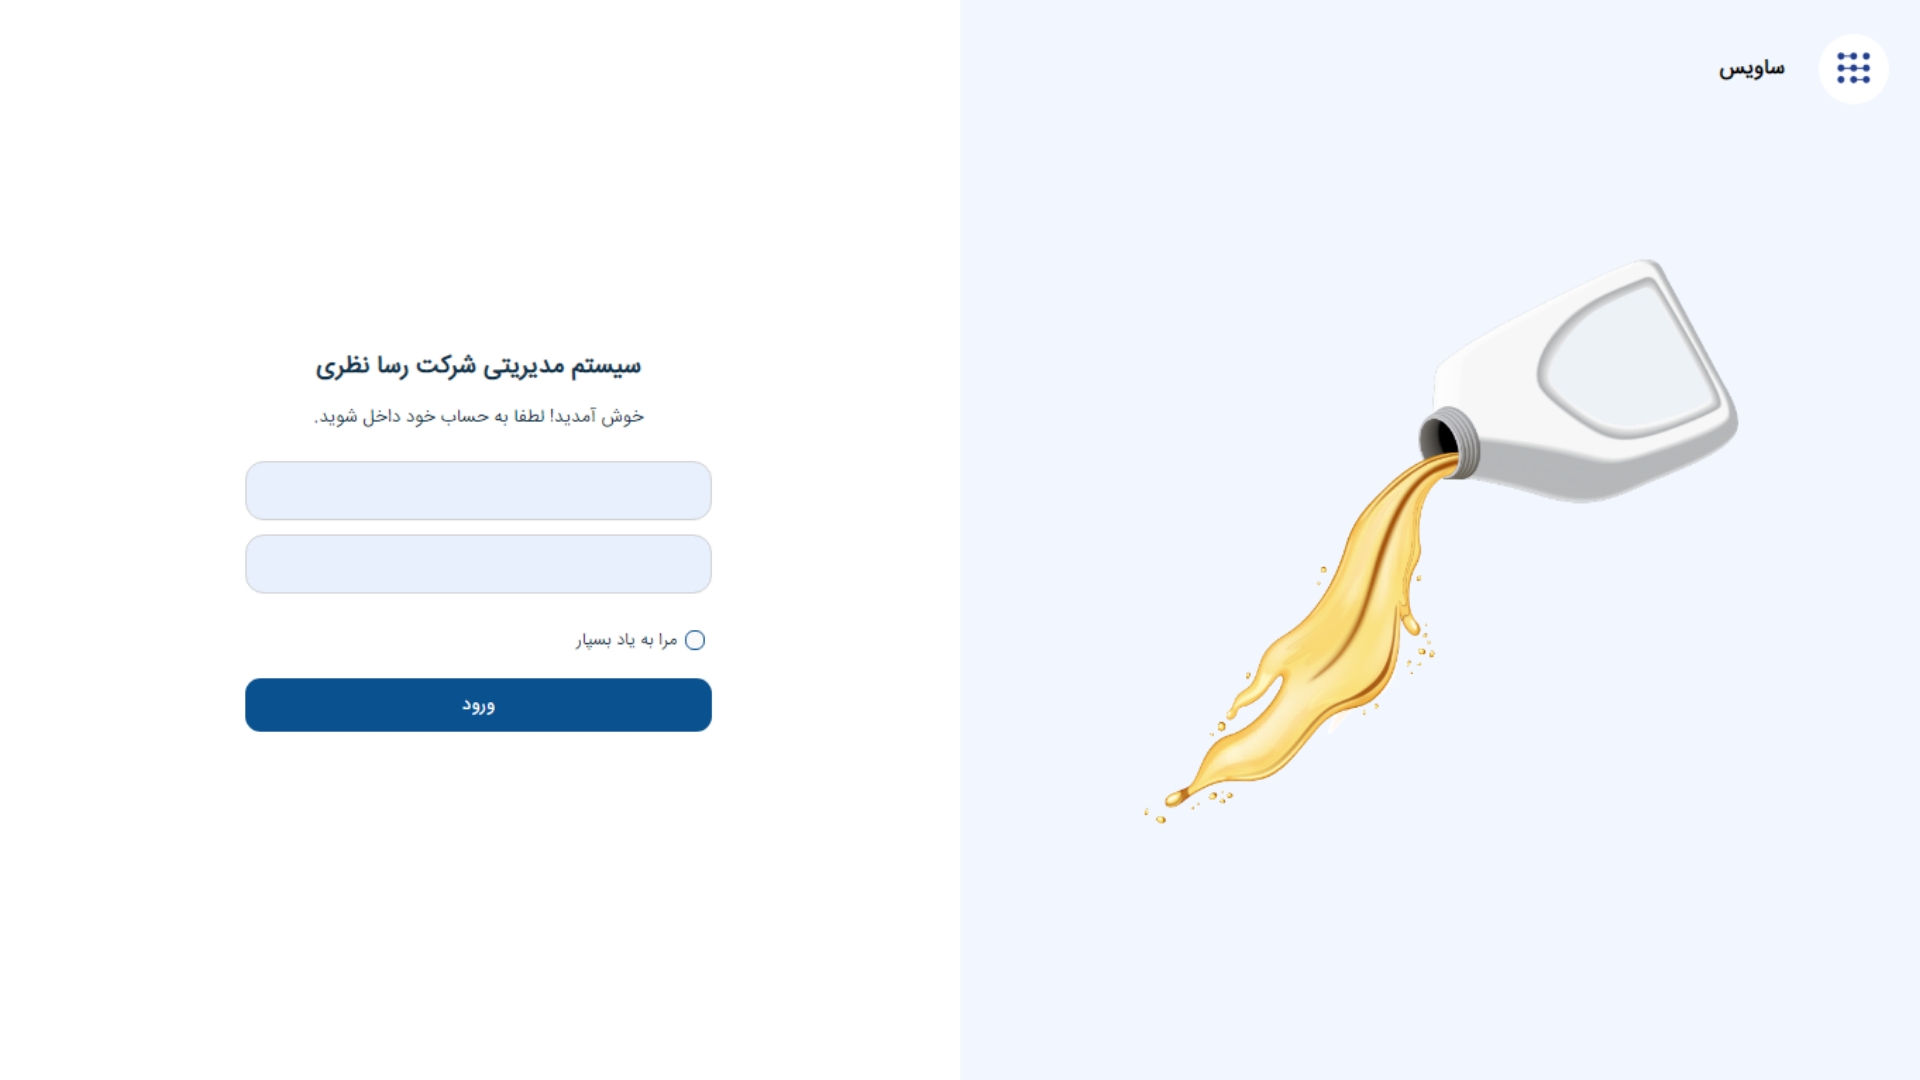 ساویس
سیستم مدیریتی شرکت رسا نظری
خوش آمدید! لطفا به حساب خود داخل شوید.
مرا به یاد بسپار
ورود